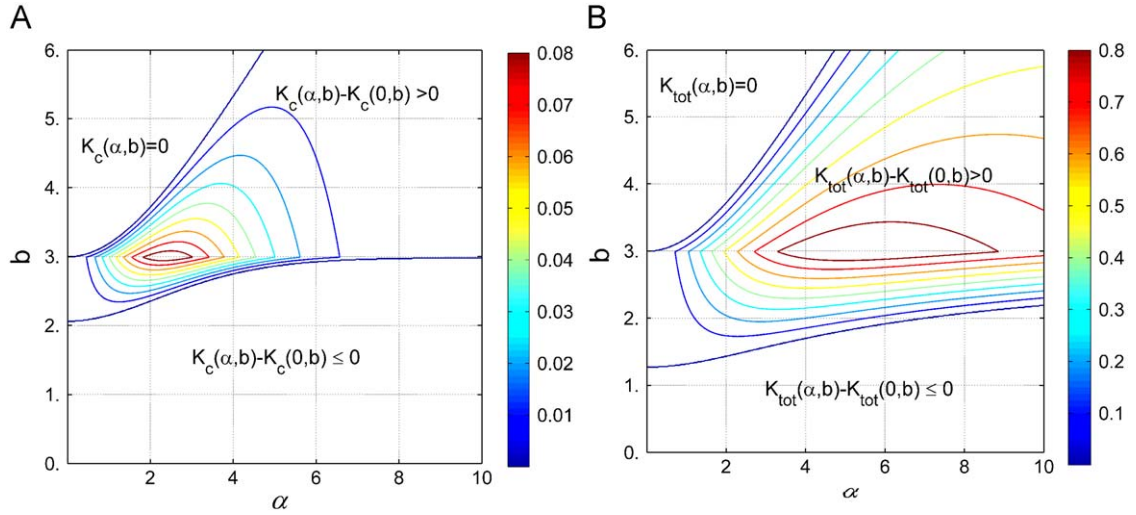 A
6.
5.
4.
3.
2.
1.
0.
b
2 4 6 8 10
α
K_c(α,b)=0
K_c(α,b)-K_c(0,b) >0
K_c(α,b)-K_c(0,b) ≤ 0
0.08
0.07
0.06
0.05
0.04
0.03
0.02
0.01
B
6.
5.
4.
3.
2.
1.
0.
b
2 4 6 8 10
α
K_tot(α,b)=0
K_tot(α,b)-K_tot(0,b)>0
K_tot(α,b)-K_tot(0,b) ≤ 0
0.8
0.7
0.6
0.5
0.4
0.3
0.2
0.1